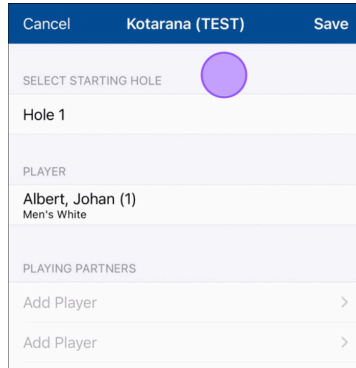 Cancel Kotarana (TEST) Save
SELECT STARTING HOLE
Hole 1
PLAYER
Albert, Johan (1)
Men's White
PLAYING PARTNERS
Add Player
Add Player